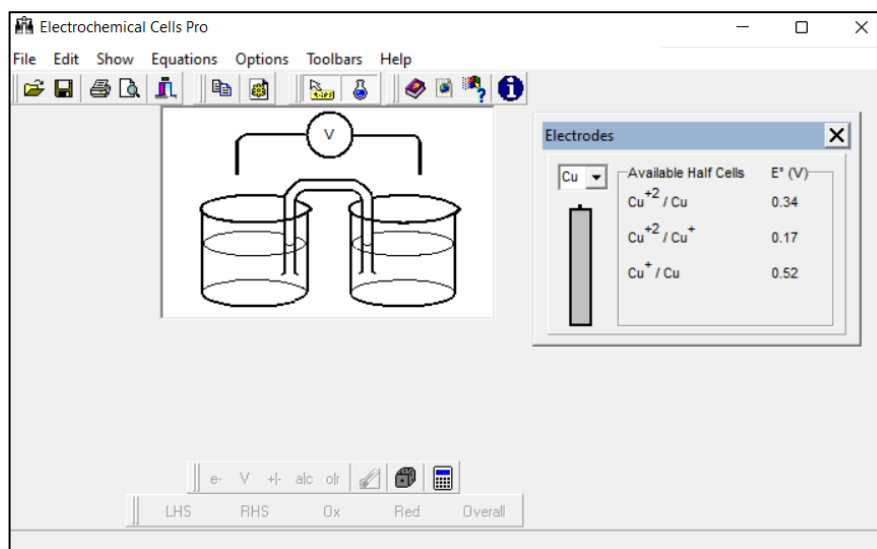 Electrochemical Cells Pro
File Edit Show Equations Options Toolbars Help
V
Electrodes
Cu
Available Half Cells E° (V)
Cu⁺² / Cu 0.34
Cu⁺² / Cu⁺ 0.17
Cu⁺ / Cu 0.52
e- V +/- a|c o|r
LHS RHS Ox Red Overall